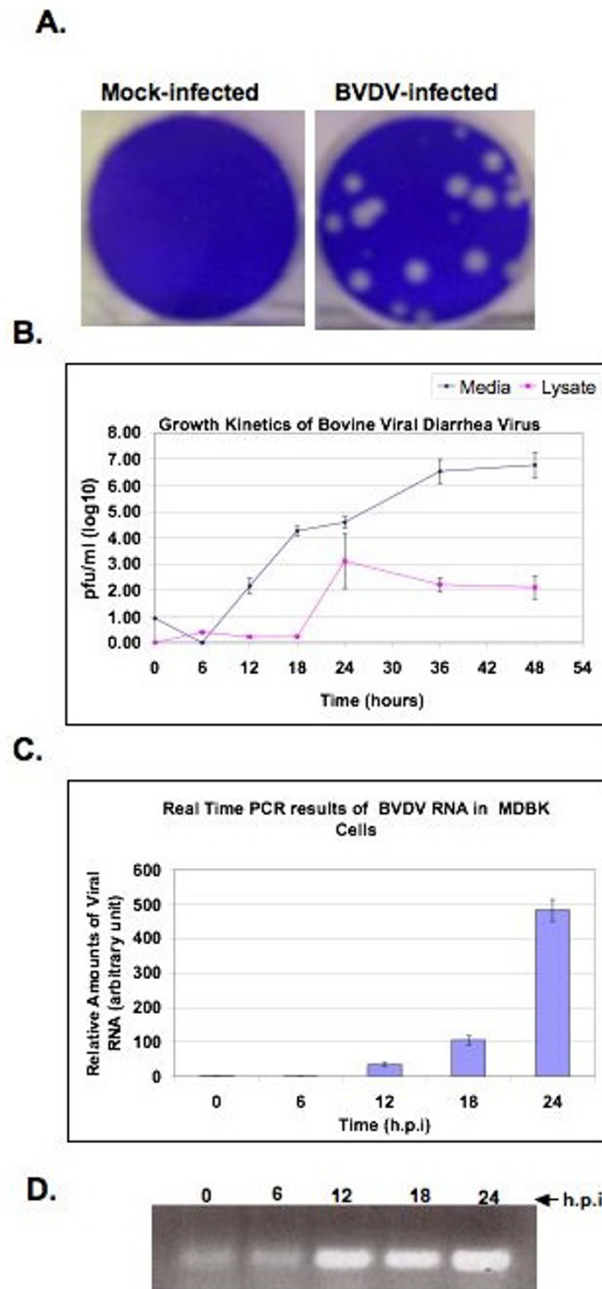 A.
Mock-infected BVDV-infected
B.
Media Lysate
Growth Kinetics of Bovine Viral Diarrhea Virus
8.00
7.00
6.00
5.00
4.00
3.00
2.00
1.00
0.00
pfu/ml (log10)
0 6 12 18 24 30 36 42 48 54
Time (hours)
C.
Real Time PCR results of BVDV RNA in MDBK
Cells
600
500
400
300
200
100
0
Relative Amounts of Viral
RNA (arbitrary unit)
0 6 12 18 24
Time (h.p.i)
D.
0 6 12 18 24 h.p.i